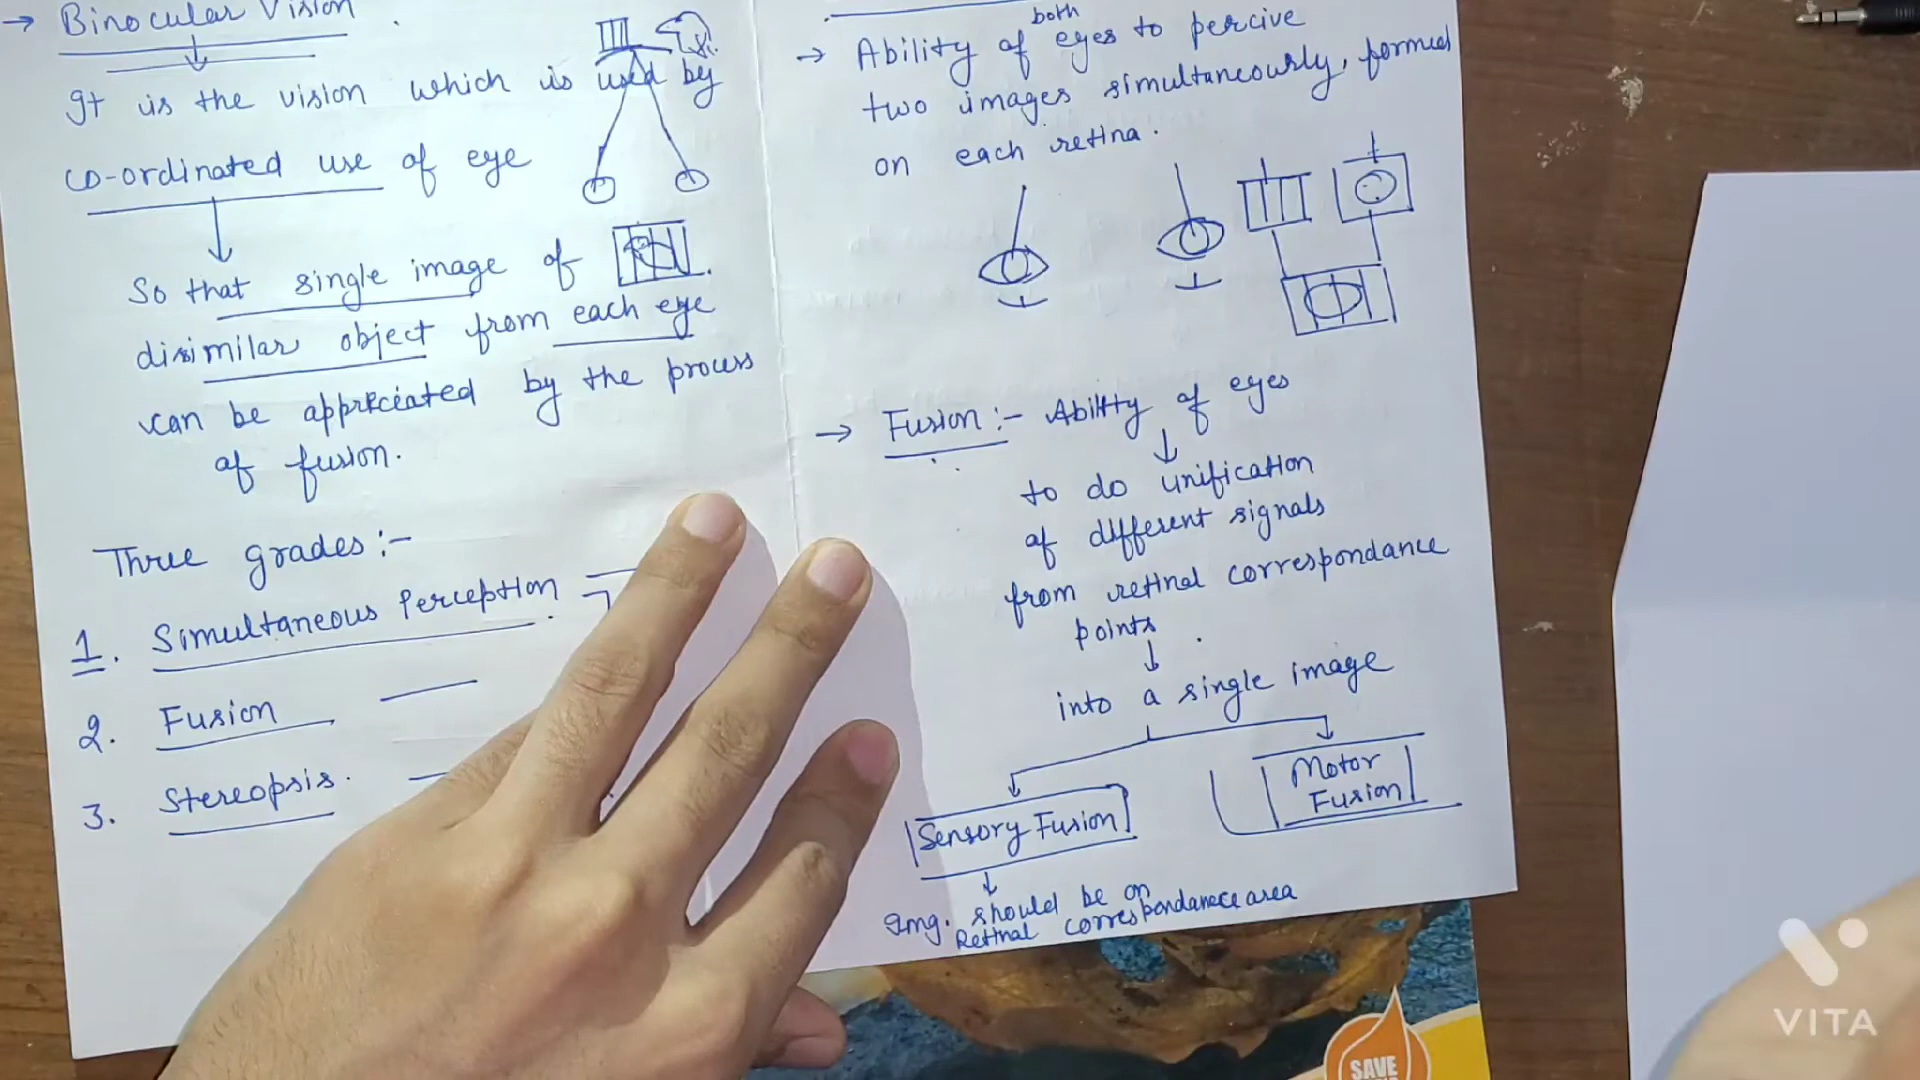 → Binocular Vision
It is the vision which is used by
co-ordinated use of eye
So that single image of
dissimilar object from each eye
can be appreciated by the process
of fusion.
Three grades:-
1. Simultaneous Perception
2. Fusion
3. Stereopsis.
both
→ Ability of eyes to percive
two images simultaneously, formed
on each retina.
→ Fusion :- Ability of eyes
to do unification
of different signals
from retinal correspondance
points
into a single image
Sensory Fusion
Motor
Fusion
Img. should be on
Retinal correspondanece area
SAVE
VITA